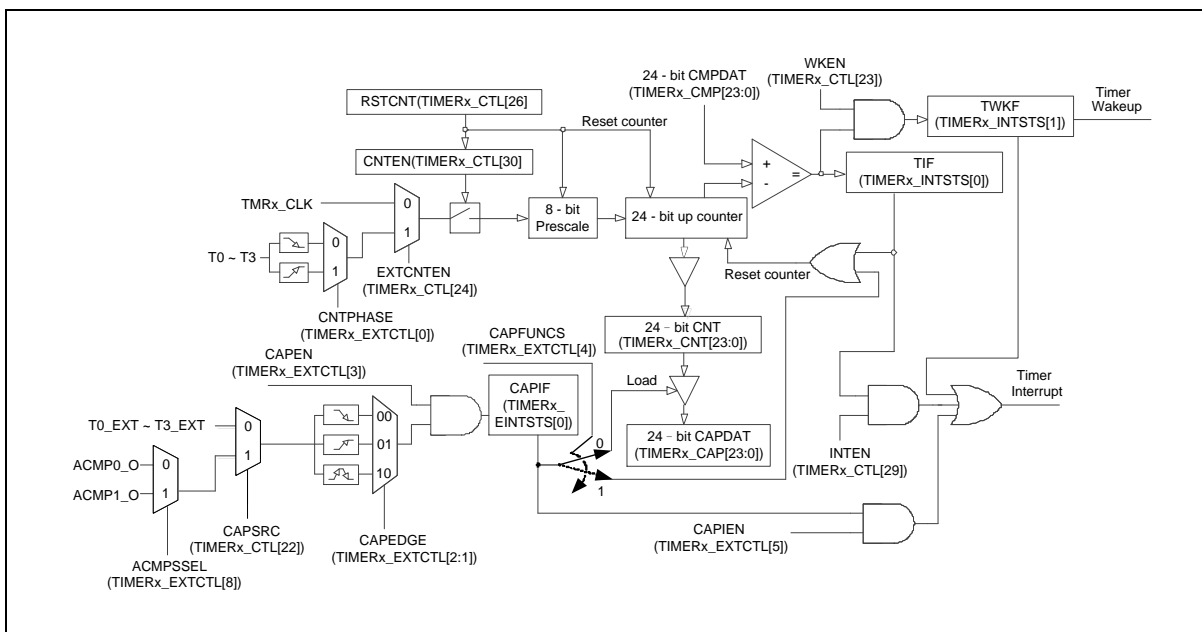 WKEN
(TIMERx_CTL[23])
24 - bit CMPDAT
(TIMERx_CMP[23:0])
RSTCNT(TIMERx_CTL[26]
Reset counter
TWKF
(TIMERx_INTSTS[1])
Timer
Wakeup
CNTEN(TIMERx_CTL[30]
+
-
=
TIF
(TIMERx_INTSTS[0])
TMRx_CLK
0
1
8 - bit
Prescale
24 - bit up counter
T0 ~ T3
0
1
EXTCNTEN
(TIMERx_CTL[24])
Reset counter
CNTPHASE
(TIMERx_EXTCTL[0])
24 - bit CNT
(TIMERx_CNT[23:0])
CAPFUNCS
(TIMERx_EXTCTL[4])
CAPEN
(TIMERx_EXTCTL[3])
Load
CAPIF
(TIMERx_
EINTSTS[0])
Timer
Interrupt
T0_EXT ~ T3_EXT
0
1
00
01
10
0
1
24 - bit CAPDAT
(TIMERx_CAP[23:0])
INTEN
(TIMERx_CTL[29])
ACMP0_O
ACMP1_O
0
1
CAPSRC
(TIMERx_CTL[22])
CAPEDGE
(TIMERx_EXTCTL[2:1])
CAPIEN
(TIMERx_EXTCTL[5])
ACMPSSEL
(TIMERx_EXTCTL[8])